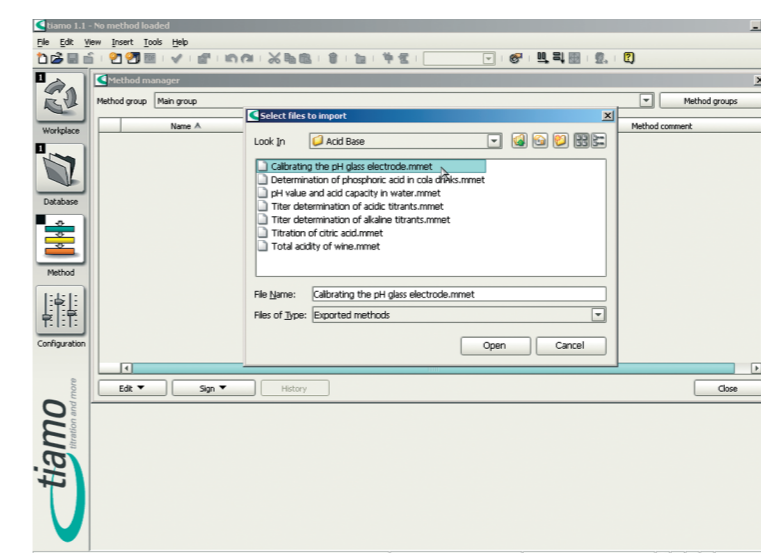 tiamo 1.1 - No method loaded
File Edit View Insert Tools Help
1
Workplace
1
Database
Method
Configuration
tiamo
titration and more
Method manager
Method group Main group Method groups
Name Method comment
Select files to import
Look In Acid Base
Calibrating the pH glass electrode.mmet
Determination of phosphoric acid in cola drinks.mmet
pH value and acid capacity in water.mmet
Titer determination of acidic titrants.mmet
Titer determination of alkaline titrants.mmet
Titration of citric acid.mmet
Total acidity of wine.mmet
File Name: Calibrating the pH glass electrode.mmet
Files of Type: Exported methods
Open Cancel
Edit Sign History Close